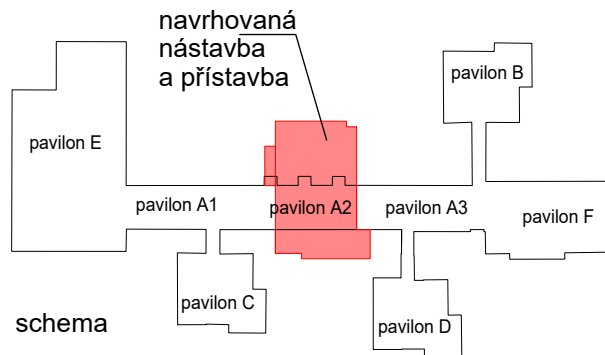 navrhovaná
nástavba
a přístavba
pavilon B
pavilon E
pavilon A1
pavilon A2
pavilon A3
pavilon F
pavilon C
pavilon D
schema